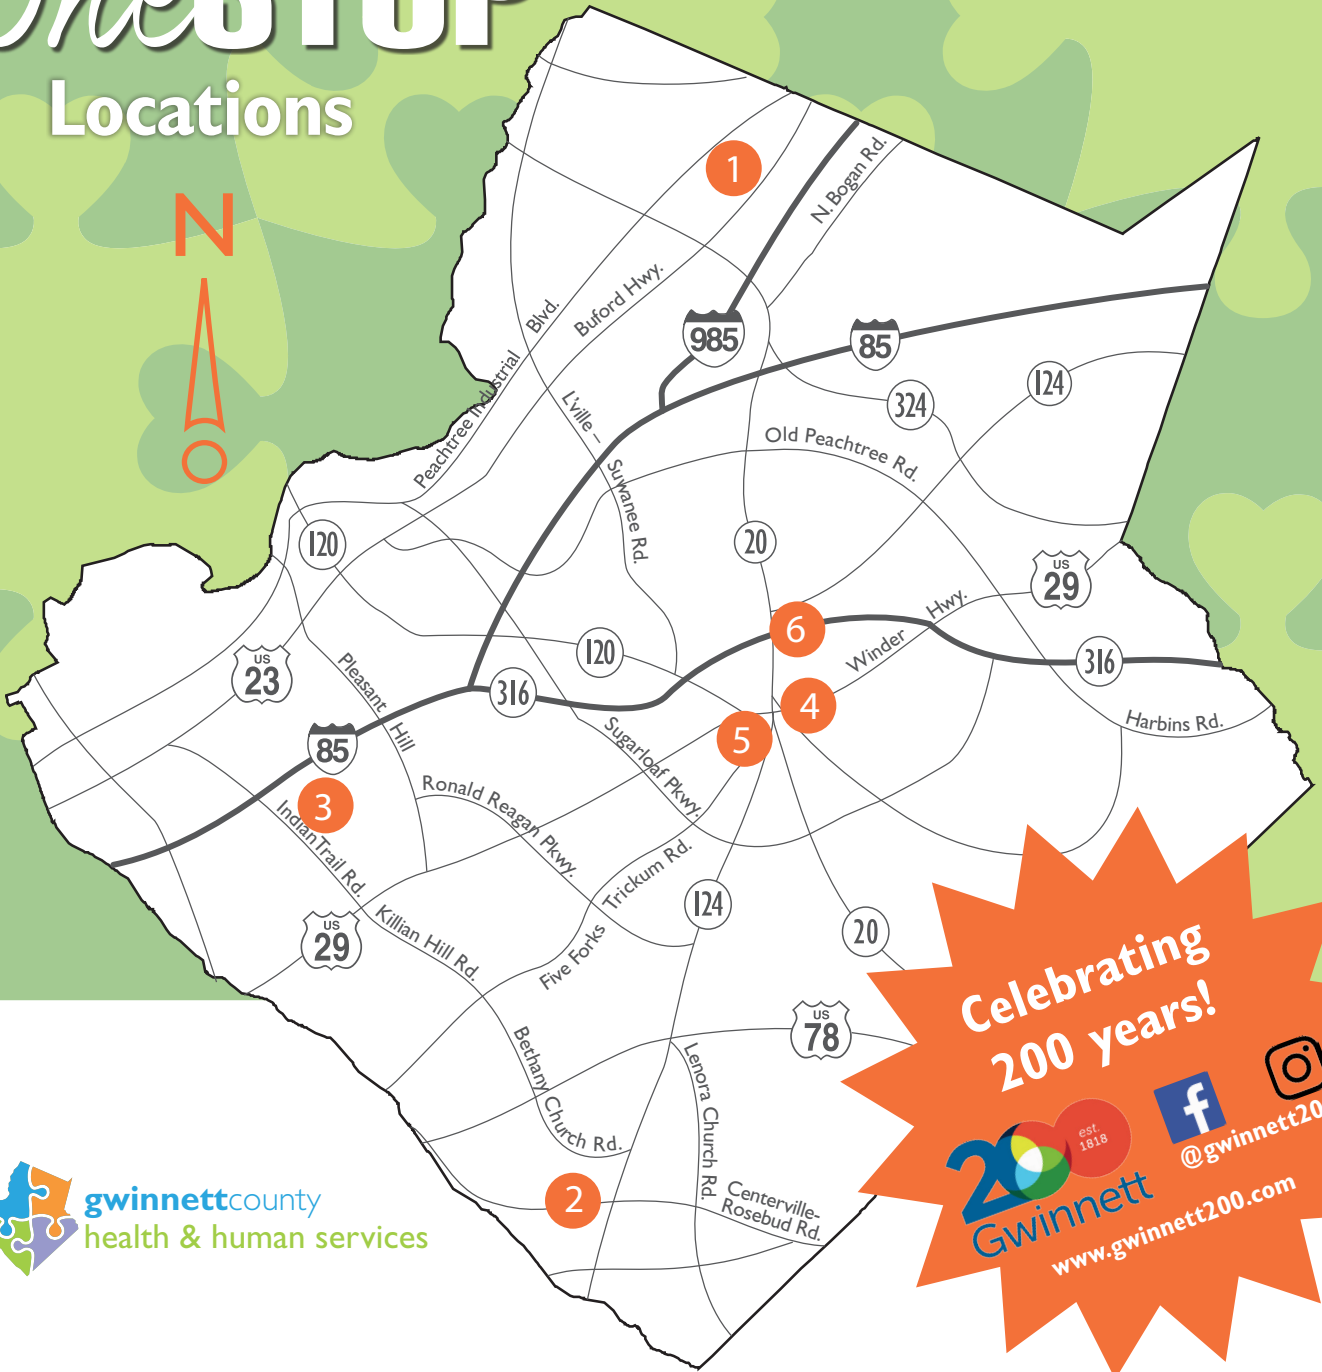 OneSTOP
Locations
N
1
N. Bogan Rd.
Blvd.
Buford Hwy.
985
85
Peachtree Industrial
124
324
L'ville –
Suwanee Rd.
Old Peachtree Rd.
120
20
US
29
6
Winder
Hwy.
120
316
US
23
Pleasant
Hill
316
4
5
Harbins Rd.
85
Sugarloaf Pkwy.
3
Indian Trail Rd.
Ronald Reagan Pkwy.
Trickum Rd.
Five Forks
124
US
29
Killian Hill Rd.
20
US
78
Bethany
Church Rd.
Lenora Church Rd.
2
Centerville-
Rosebud Rd.
Celebrating
200 years!
est.
1818
20
Gwinnett
f
@gwinnett20
www.gwinnett200.com
gwinnettcounty
health & human services